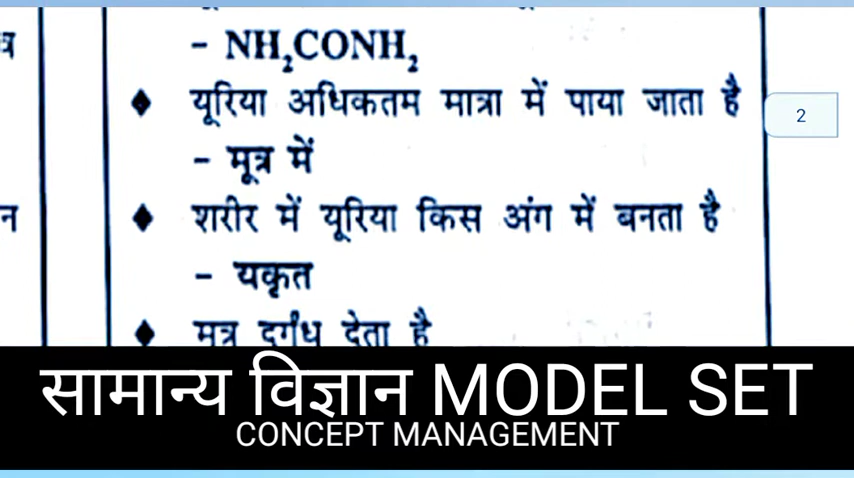 – NH₂CONH₂
◆ यूरिया अधिकतम मात्रा में पाया जाता है
– मूत्र में
◆ शरीर में यूरिया किस अंग में बनता है
– यकृत
◆ मूत्र दुर्गंध देता है
न
2
सामान्य विज्ञान MODEL SET
CONCEPT MANAGEMENT